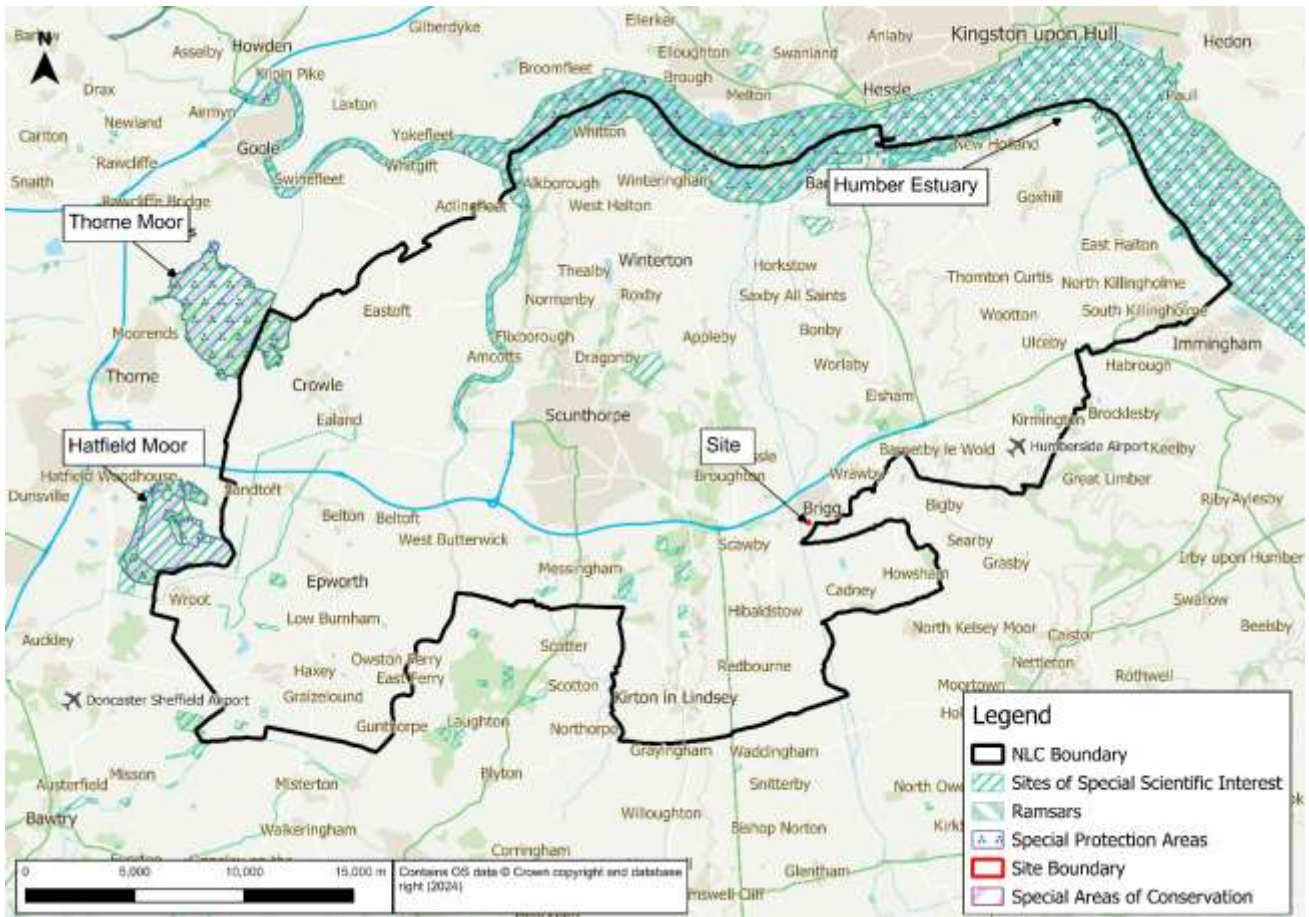 N
Barlow
Asselby
Howden
Gilberdyke
Ellerker
Elloughton
Swanland
Anlaby
Kingston upon Hull
Hedon
Drax
Kilpin Pike
Laxton
Broomfleet
Brough
Melton
Hessle
Paull
Newland
Airmyn
Carlton
Goole
Yokefleet
Whitton
New Holland
Rawcliffe
Whitgift
Snaith
Swinefleet
Alkborough
Winteringham
Humber Estuary
Rawcliffe Bridge
Adlingfleet
West Halton
Goxhill
Thorne Moor
East Halton
Winterton
Horkstow
Thealby
Thornton Curtis
North Killingholme
Normanby
Roxby
Saxby All Saints
Eastoft
Wootton
South Killingholme
Moorends
Flixborough
Appleby
Bonby
Ulceby
Immingham
Amcotts
Dragonby
Worlaby
Habrough
Thorne
Crowle
Elsham
Ealand
Scunthorpe
Kirmington
Brocklesby
Hatfield Moor
Site
Barnetby le Wold
Humberside Airport
Keelby
Hatfield Woodhouse
Broughton
Wrawby
Great Limber
Dunsville
Sandtoft
Riby
Aylesby
Belton
Beltoft
Brigg
Bigby
West Butterwick
Scawby
Searby
Irby upon Humber
Messingham
Howsham
Grasby
Epworth
Cadney
Wroot
Hibaldstow
Swallow
Low Burnham
Auckley
North Kelsey Moor
Caistor
Beelsby
Scotter
Owston Ferry
Redbourne
Nettleton
Haxey
East Ferry
Rothwell
Doncaster Sheffield Airport
Graizelound
Scotton
Kirton in Lindsey
Moortown
Gunthorpe
Laughton
Northorpe
Grayingham
Waddingham
Austerfield
Misson
Misterton
Blyton
Snitterby
Bawtry
Willoughton
Walkeringham
Bishop Norton
Corringham
Glentham
Legend
NLC Boundary
Sites of Special Scientific Interest
Ramsars
Special Protection Areas
Site Boundary
Special Areas of Conservation
0 5,000 10,000 15,000 m
Contains OS data © Crown copyright and database
right (2024)